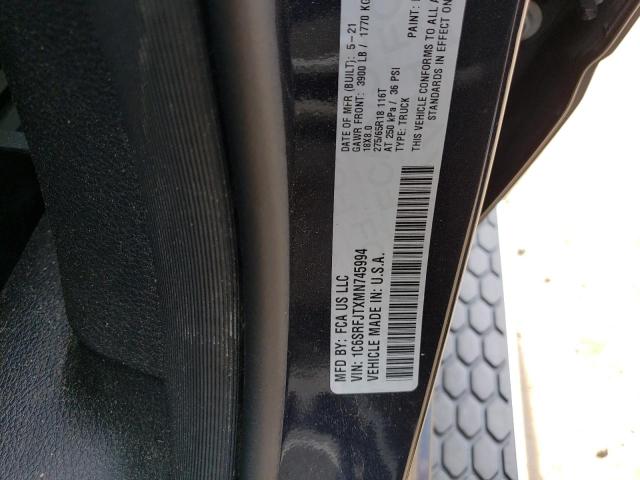 MFD BY: FCA US LLC
DATE OF MFR (BUILT): 5-21
GAWR FRONT: 3900 LB / 1770 KG
18X8.0
275/65R18 116T
AT 250 kPa / 36 PSI
TYPE: TRUCK
THIS VEHICLE CONFORMS TO ALL
STANDARDS IN EFFECT ON
VIN: 1C6SRFJTXMN745994
VEHICLE MADE IN: U.S.A.
PAINT: